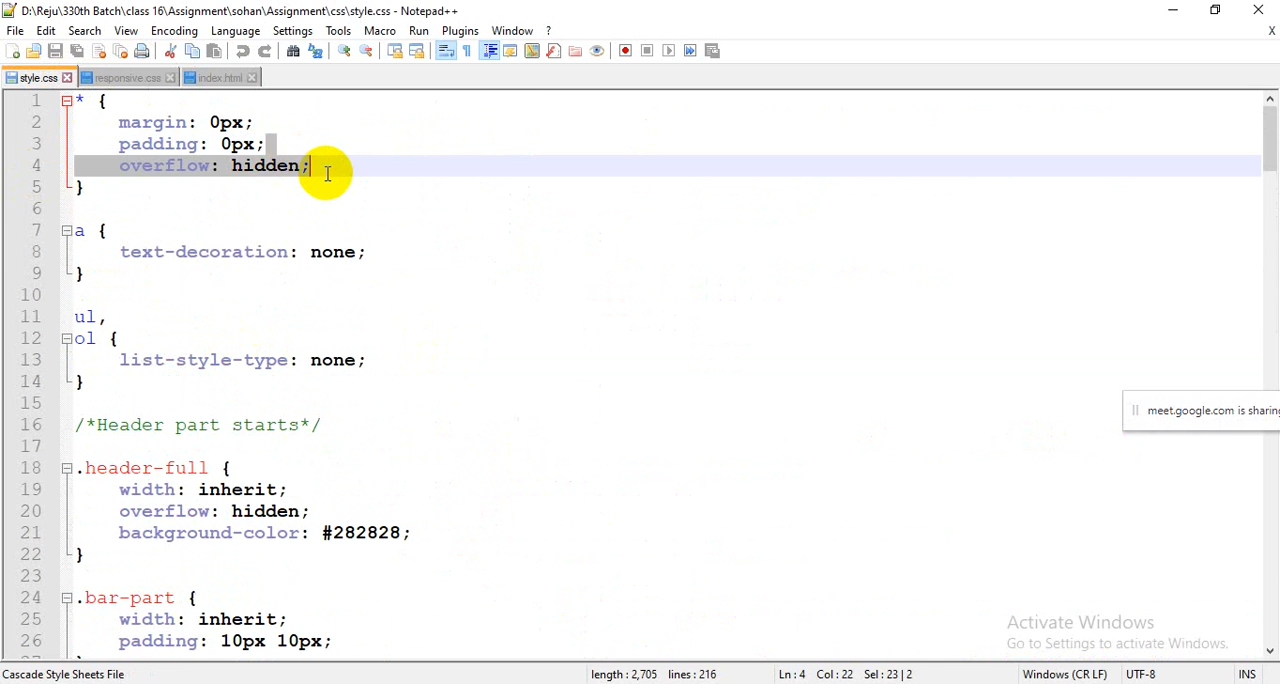 D:\Reju\330th Batch\class 16\Assignment\sohan\Assignment\css\style.css - Notepad++
File Edit Search View Encoding Language Settings Tools Macro Run Plugins Window ? X
style.css responsive.css index.html
1 * {
2 margin: 0px;
3 padding: 0px;
4 overflow: hidden;
5 }
6
7 a {
8 text-decoration: none;
9 }
10
11 ul,
12 ol {
13 list-style-type: none;
14 }
15
16 /*Header part starts*/
17
18 .header-full {
19 width: inherit;
20 overflow: hidden;
21 background-color: #282828;
22 }
23
24 .bar-part {
25 width: inherit;
26 padding: 10px 10px;
meet.google.com is sharing
Activate Windows
Go to Settings to activate Windows.
Cascade Style Sheets File length : 2,705 lines : 216 Ln : 4 Col : 22 Sel : 23 | 2 Windows (CR LF) UTF-8 INS